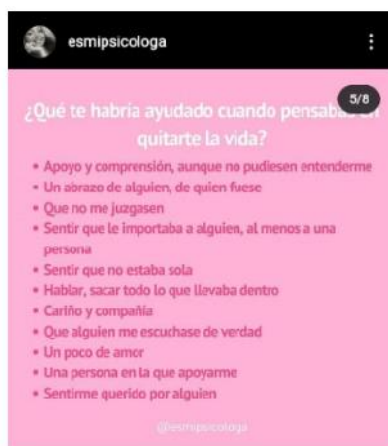 esmipsicologa
5/8
¿Qué te habría ayudado cuando pensabas en
quitarte la vida?
• Apoyo y comprensión, aunque no pudiesen entenderme
• Un abrazo de alguien, de quien fuese
• Que no me juzgasen
• Sentir que le importaba a alguien, al menos a una
persona
• Sentir que no estaba sola
• Hablar, sacar todo lo que llevaba dentro
• Cariño y compañía
• Que alguien me escuchase de verdad
• Un poco de amor
• Una persona en la que apoyarme
• Sentirme querido por alguien
@esmipsicologa